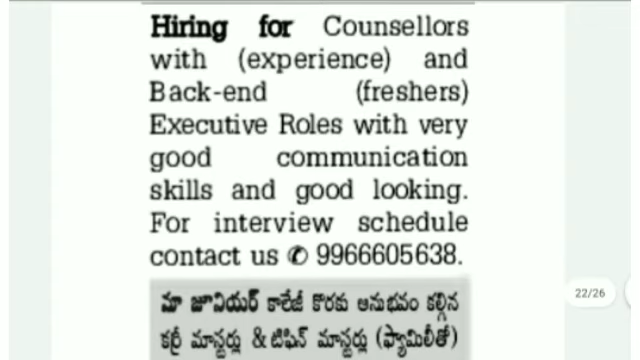 Hiring for Counsellors
with (experience) and
Back-end (freshers)
Executive Roles with very
good communication
skills and good looking.
For interview schedule
contact us ✆ 9966605638.
22/26
మా జూనియర్ కాలేజీ కొరకు అనుభవం కల్గిన
కర్రీ మాస్టర్లు & టిఫిన్ మాస్టర్లు (ఫ్యామిలీతో)